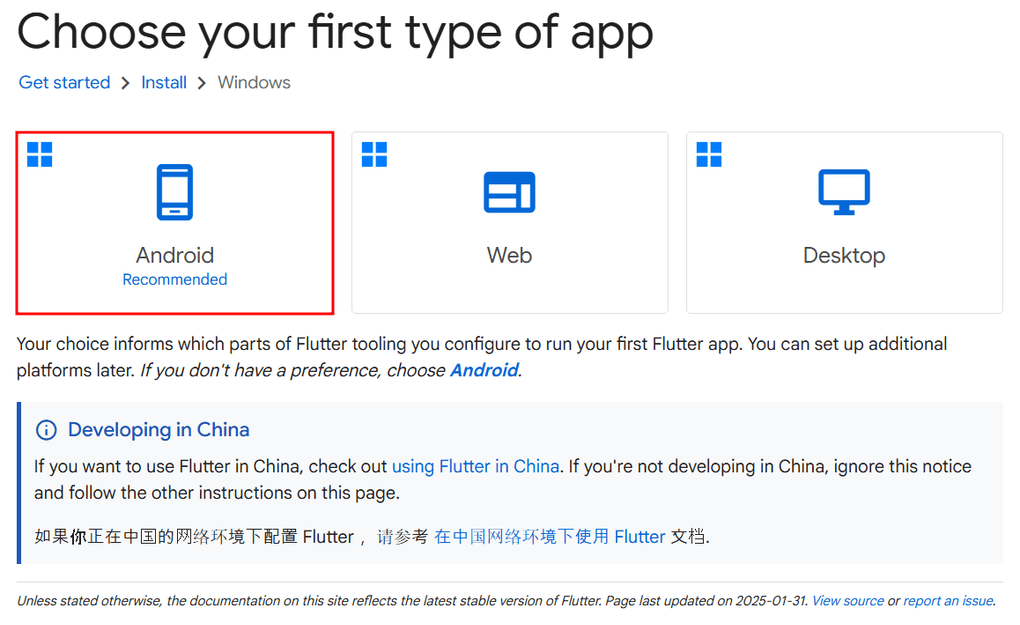 Choose your first type of app
Get started > Install > Windows
Android
Recommended
Web
Desktop
Your choice informs which parts of Flutter tooling you configure to run your first Flutter app. You can set up additional
platforms later. If you don't have a preference, choose Android.
Developing in China
If you want to use Flutter in China, check out using Flutter in China. If you're not developing in China, ignore this notice
and follow the other instructions on this page.
如果你正在中国的网络环境下配置 Flutter，请参考 在中国网络环境下使用 Flutter 文档.
Unless stated otherwise, the documentation on this site reflects the latest stable version of Flutter. Page last updated on 2025-01-31. View source or report an issue.